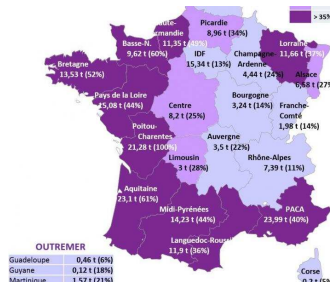 > 35%
Picardie
8,96 t (34%)
11,35 t
Basse-N.
9,62 t (60%)
IDF
15,34 t (13%)
Champagne-
Ardenne
4,44 t (24%)
Lorraine
11,66 t (37%)
Alsace
6,68 t (27%
Bretagne
13,53 t (52%)
Pays de la Loire
15,08 t (44%)
Centre
8,2 t (25%)
Bourgogne
3,24 t (14%)
Franche-
Comté
1,98 t (14%)
Poitou-
Charentes
21,28 t (100%)
Limousin
3 t (28%)
Auvergne
3,5 t (22%)
Rhône-Alpes
7,39 t (11%)
Aquitaine
23,1 t (61%)
Midi-Pyrénées
14,23 t (44%)
PACA
23,99 t (40%)
Languedoc-Rous
11,9 t (36%)
OUTREMER
Guadeloupe 0,46 t (6%)
Guyane 0,12 t (18%)
Martinique 1,57 t (21%)
Corse
0,2 t (5%